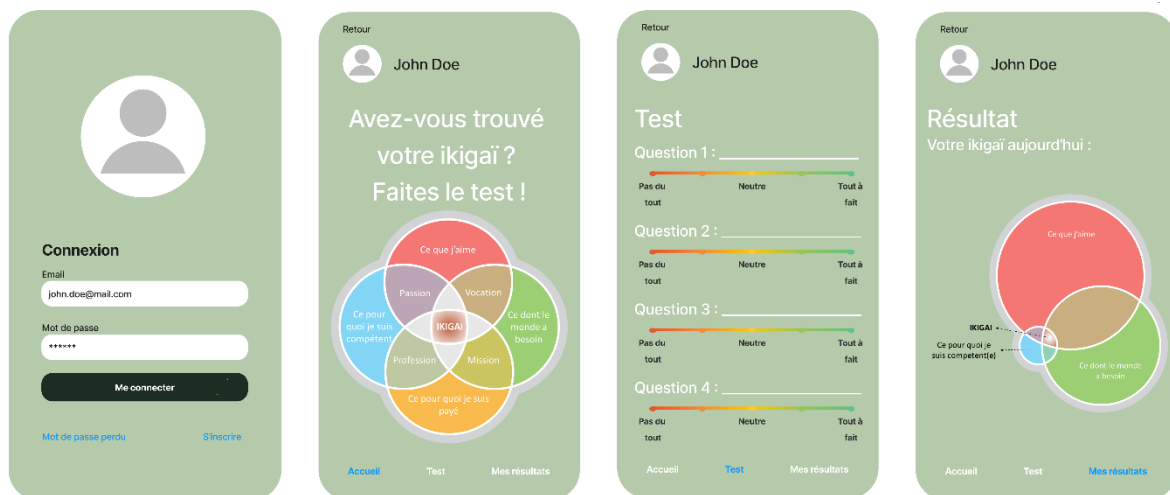 Connexion
Email
john.doe@mail.com
Mot de passe
******
Me connecter
Mot de passe perdu
S'inscrire
Retour
John Doe
Avez-vous trouvé
votre ikigaï ?
Faites le test !
Ce que j'aime
Passion
Vocation
Ce pour
quoi je suis
compétent
IKIGAI
Ce dont le
monde a
besoin
Profession
Mission
Ce pour quoi je suis
payé
Accueil
Test
Mes résultats
Retour
John Doe
Test
Question 1 : _______________
Pas du
tout
Neutre
Tout à
fait
Question 2 : _______________
Pas du
tout
Neutre
Tout à
fait
Question 3 : _______________
Pas du
tout
Neutre
Tout à
fait
Question 4 : _______________
Pas du
tout
Neutre
Tout à
fait
Accueil
Test
Mes résultats
Retour
John Doe
Résultat
Votre ikigaï aujourd'hui :
Ce que j'aime
IKIGAI
Ce pour quoi je
suis competent(e)
Ce dont le monde
a besoin
Accueil
Test
Mes résultats